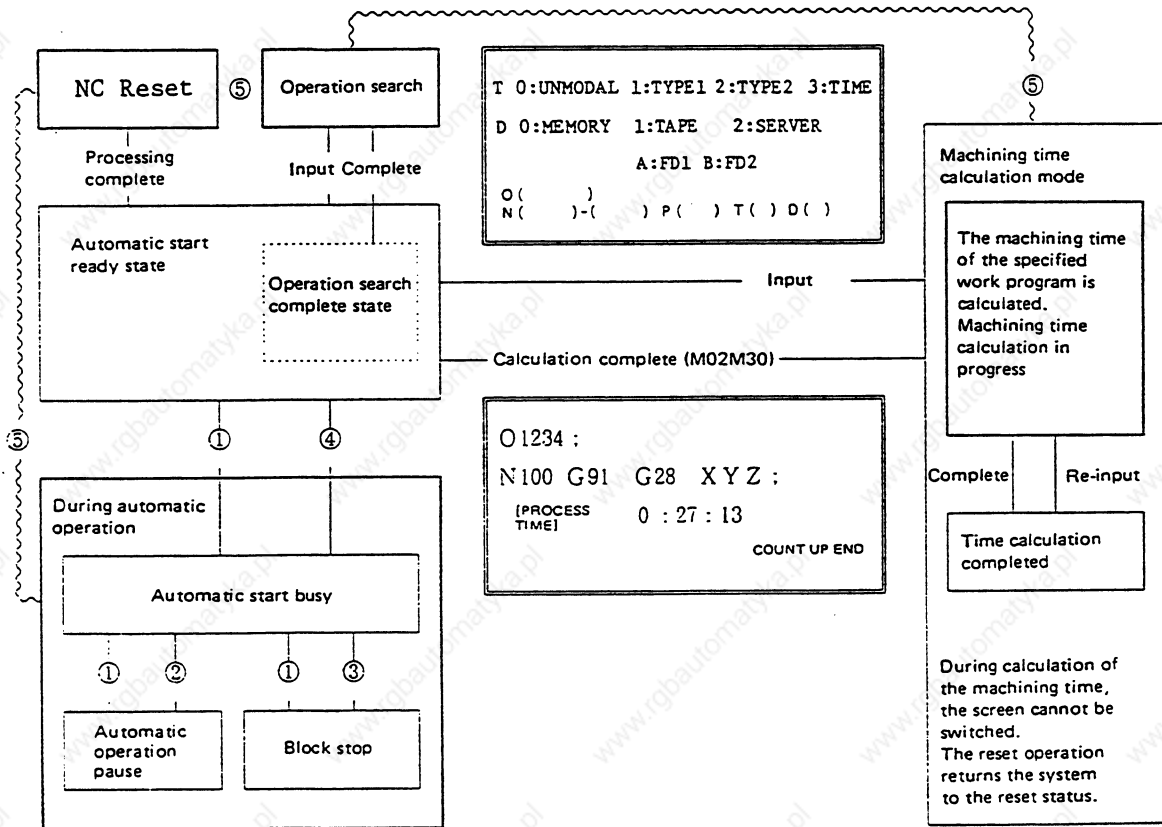 NC Reset
⑤
Operation search
Processing
complete
Input Complete
T 0:UNMODAL 1:TYPE1 2:TYPE2 3:TIME
D 0:MEMORY 1:TAPE 2:SERVER
A:FD1 B:FD2
O( )
N( )-( ) P( ) T( ) D( )
⑤
Machining time
calculation mode
Automatic start
ready state
Operation search
complete state
Input
Calculation complete (M02M30)
The machining time
of the specified
work program is
calculated.
Machining time
calculation in
progress
⑤
①
④
O1234 ;
N100 G91 G28 X Y Z ;
[PROCESS
TIME]
0 : 27 : 13
COUNT UP END
Complete
Re-input
Time calculation
completed
During automatic
operation
Automatic start busy
①
②
①
③
Automatic
operation
pause
Block stop
During calculation of
the machining time,
the screen cannot be
switched.
The reset operation
returns the system
to the reset status.
www.rgbautomatyka.pl